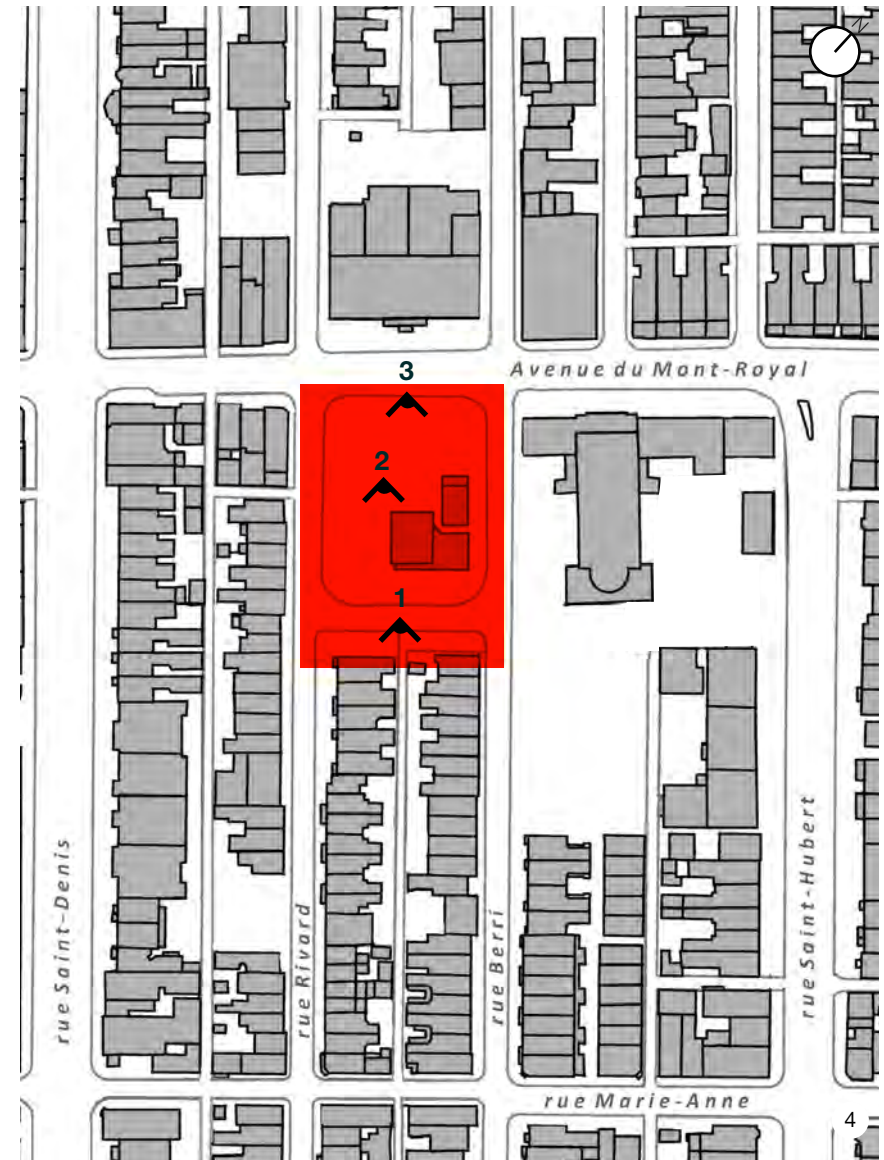 N
3
Avenue du Mont-Royal
2
1
rue Saint-Denis
rue Rivard
rue Berri
rue Saint-Hubert
rue Marie-Anne
4